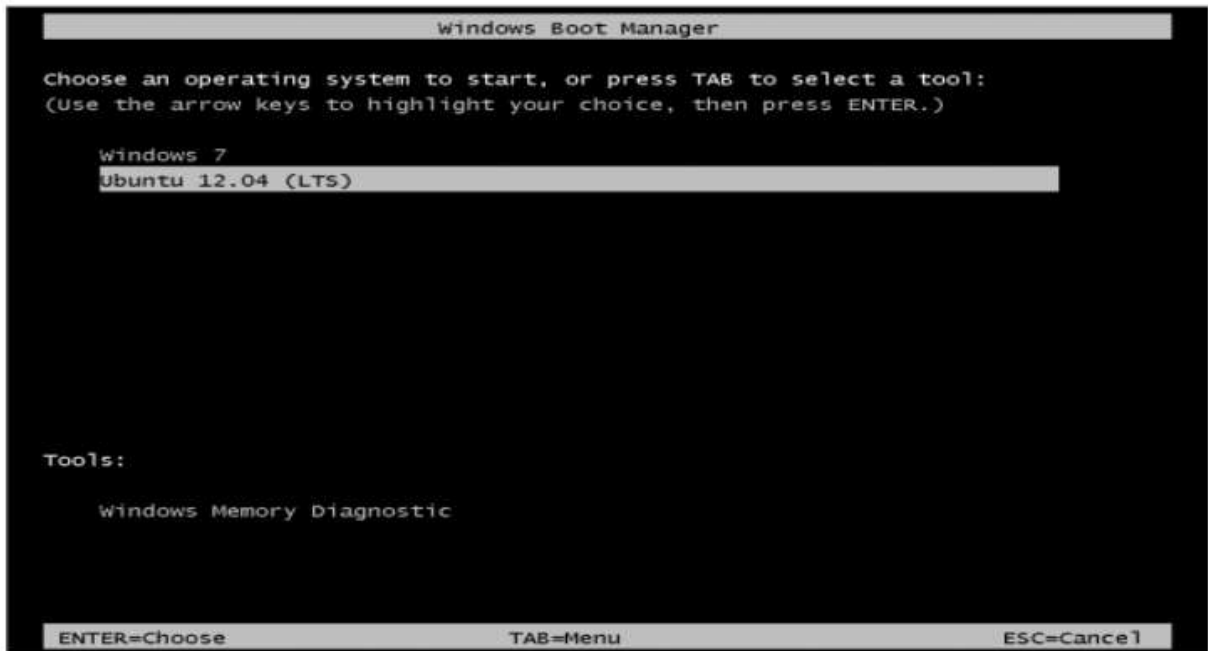 Windows Boot Manager
Choose an operating system to start, or press TAB to select a tool:
(Use the arrow keys to highlight your choice, then press ENTER.)
Windows 7
Ubuntu 12.04 (LTS)
Tools:
Windows Memory Diagnostic
ENTER=Choose TAB=Menu ESC=Cancel